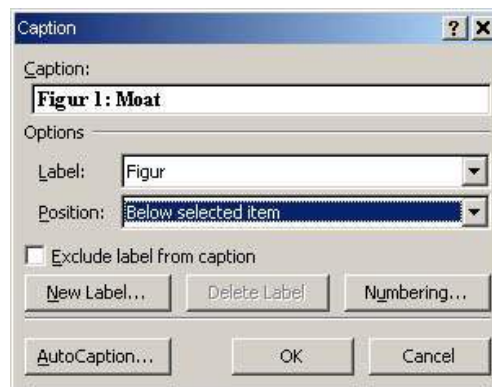 Caption
Caption:
Figur 1: Moat
Options
Label: Figur
Position: Below selected item
Exclude label from caption
New Label... Delete Label Numbering...
AutoCaption... OK Cancel